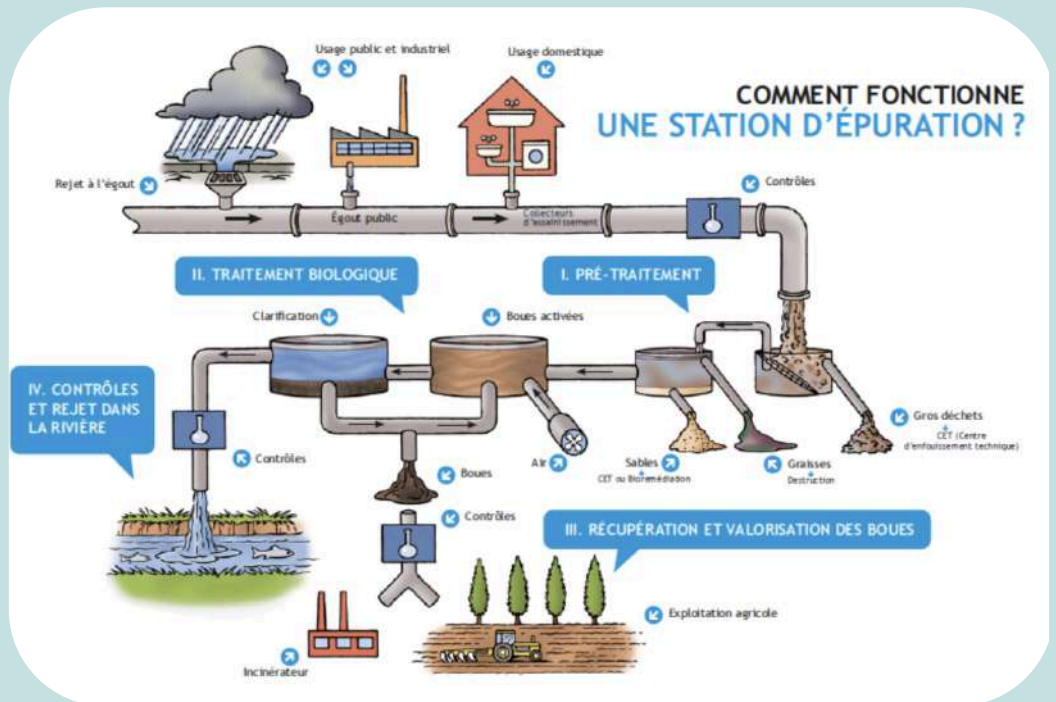 Usage public et industriel
Usage domestique
COMMENT FONCTIONNE
UNE STATION D'ÉPURATION ?
Rejet à l'égout
Contrôles
Égout public
Collecteurs
d'assainissement
II. TRAITEMENT BIOLOGIQUE
I. PRÉ-TRAITEMENT
Clarification
Boues activées
IV. CONTRÔLES
ET REJET DANS
LA RIVIÈRE
Gros déchets
CET (Centre
d'enfouissement technique)
Contrôles
Boues
Air
Sables
CET ou Bioremédiation
Graisses
Destruction
Contrôles
III. RÉCUPÉRATION ET VALORISATION DES BOUES
Exploitation agricole
Incinérateur